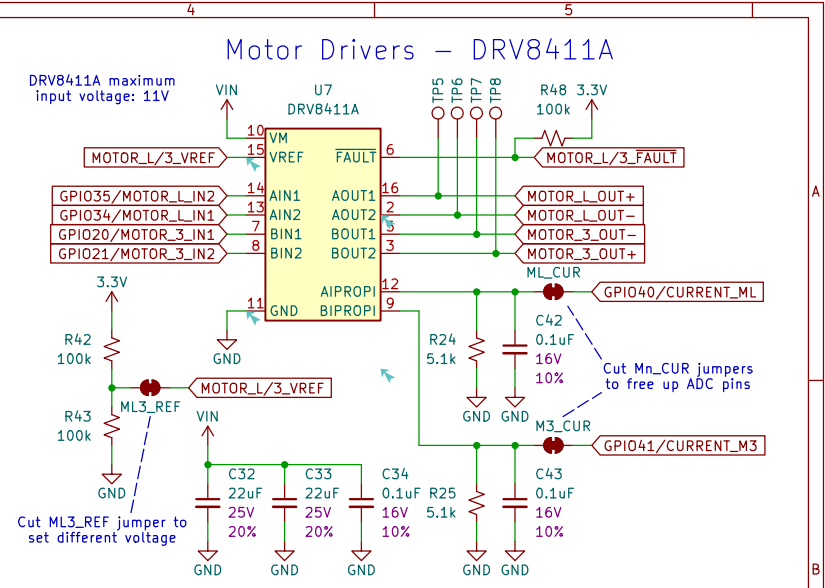 4
5
Motor Drivers - DRV8411A
DRV8411A maximum
input voltage: 11V
VIN
U7
DRV8411A
TP5
TP6
TP7
TP8
R48
100k
3.3V
A
10
VM
MOTOR_L/3_VREF
15
VREF
FAULT
6
MOTOR_L/3_FAULT
GPIO35/MOTOR_L_IN2
14
AIN1
AOUT1
16
MOTOR_L_OUT+
GPIO34/MOTOR_L_IN1
13
AIN2
AOUT2
2
MOTOR_L_OUT-
GPIO20/MOTOR_3_IN1
7
BIN1
BOUT1
MOTOR_3_OUT-
GPIO21/MOTOR_3_IN2
8
BIN2
BOUT2
3
MOTOR_3_OUT+
AIPROPI
12
ML_CUR
GPIO40/CURRENT_ML
11
GND
BIPROPI
9
GND
3.3V
R42
100k
ML3_REF
MOTOR_L/3_VREF
R43
100k
GND
Cut ML3_REF jumper to
set different voltage
R24
5.1k
GND
C42
0.1uF
16V
10%
GND
Cut Mn_CUR jumpers
to free up ADC pins
M3_CUR
GPIO41/CURRENT_M3
VIN
C32
22uF
25V
20%
GND
C33
22uF
25V
20%
GND
C34
0.1uF
16V
10%
GND
R25
5.1k
GND
C43
0.1uF
16V
10%
GND
B